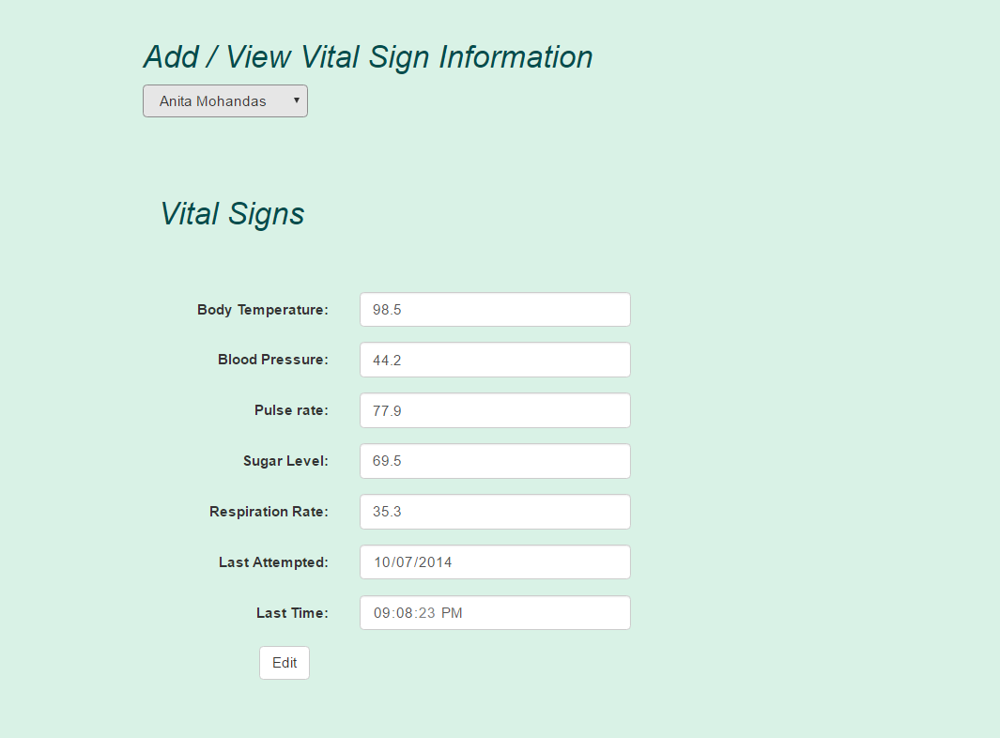 Add / View Vital Sign Information
Anita Mohandas
Vital Signs
Body Temperature: 98.5
Blood Pressure: 44.2
Pulse rate: 77.9
Sugar Level: 69.5
Respiration Rate: 35.3
Last Attempted: 10/07/2014
Last Time: 09:08:23 PM
Edit